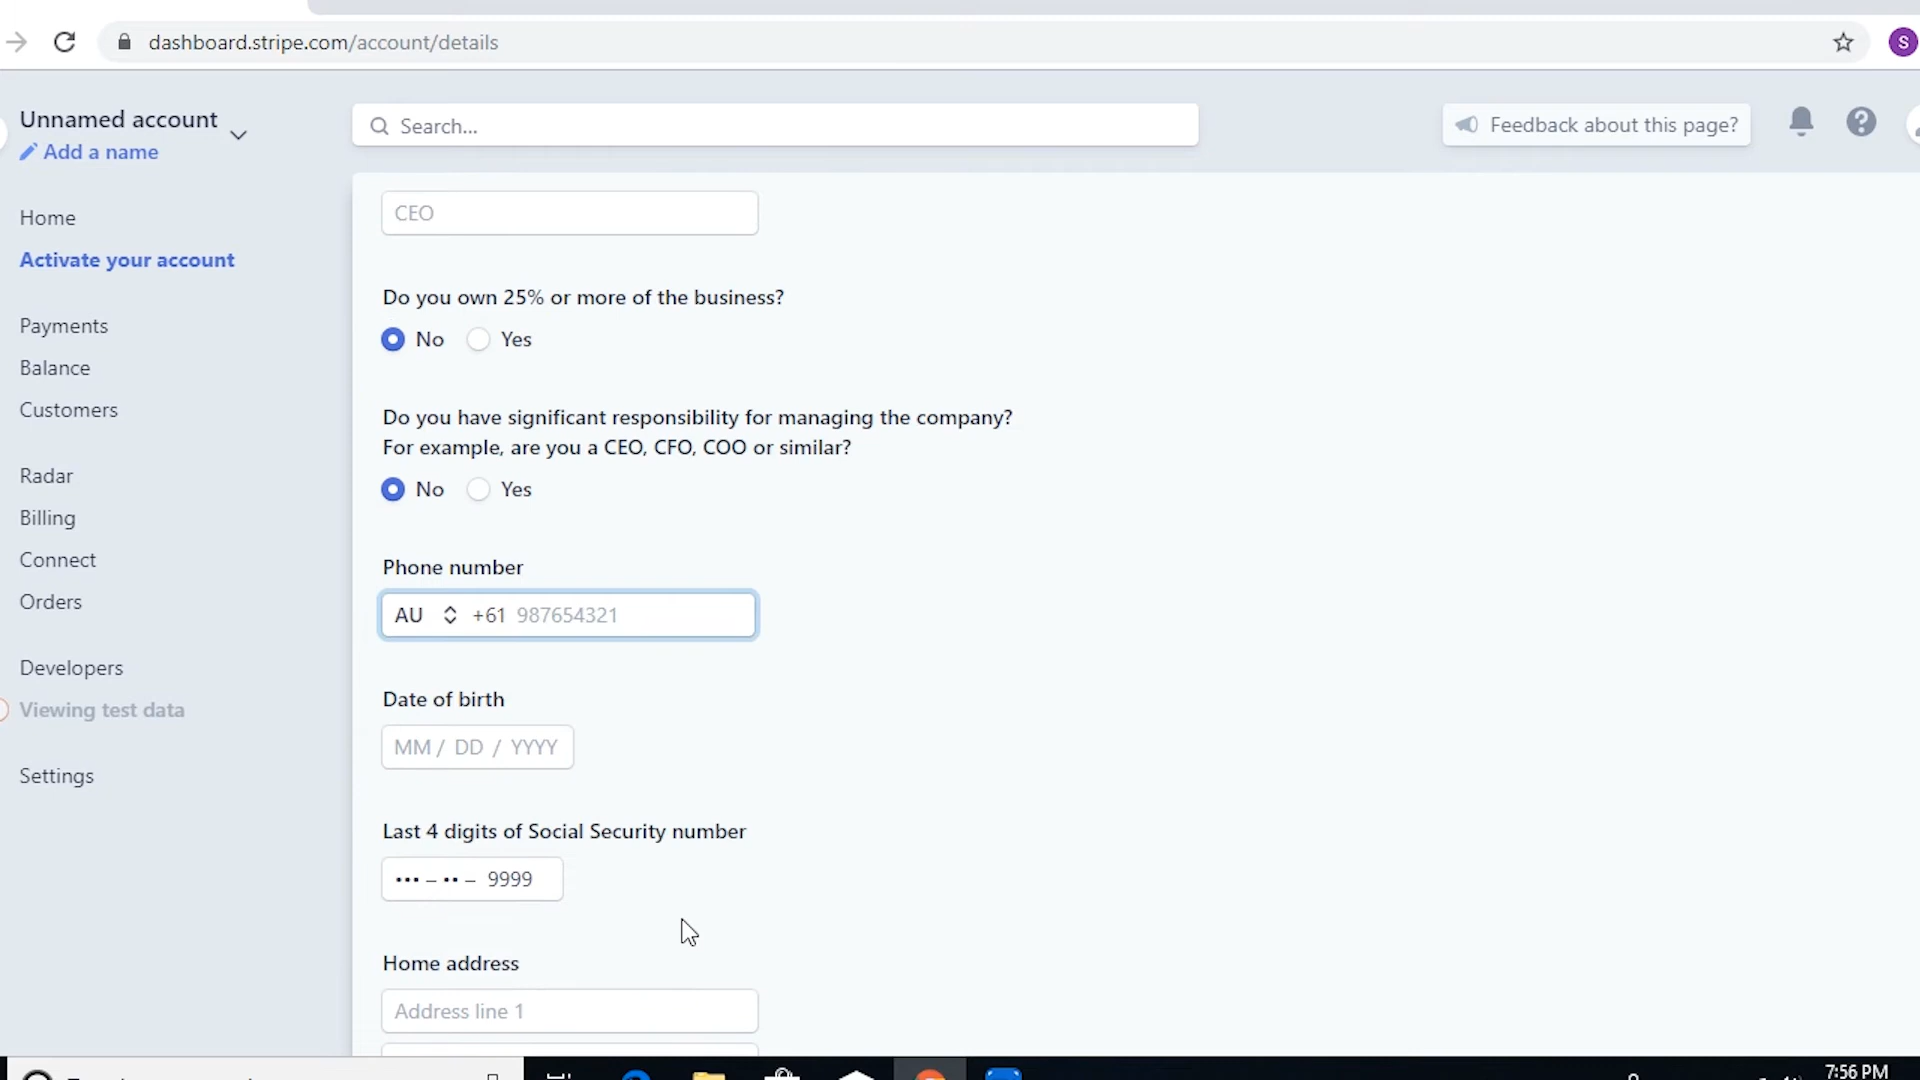 dashboard.stripe.com/account/details
S
Unnamed account
Add a name
Search...
Feedback about this page?
Home
Activate your account
Payments
Balance
Customers
Radar
Billing
Connect
Orders
Developers
Viewing test data
Settings
CEO
Do you own 25% or more of the business?
No Yes
Do you have significant responsibility for managing the company?
For example, are you a CEO, CFO, COO or similar?
No Yes
Phone number
AU +61 987654321
Date of birth
MM / DD / YYYY
Last 4 digits of Social Security number
••• – •• – 9999
Home address
Address line 1
7:56 PM